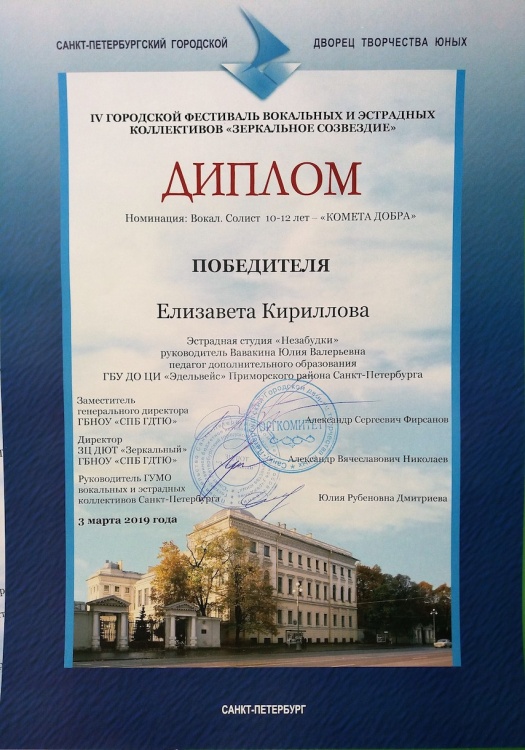 САНКТ-ПЕТЕРБУРГСКИЙ ГОРОДСКОЙ ДВОРЕЦ ТВОРЧЕСТВА ЮНЫХ
IV ГОРОДСКОЙ ФЕСТИВАЛЬ ВОКАЛЬНЫХ И ЭСТРАДНЫХ
КОЛЛЕКТИВОВ «ЗЕРКАЛЬНОЕ СОЗВЕЗДИЕ»
ДИПЛОМ
Номинация: Вокал. Солист 10-12 лет – «КОМЕТА ДОБРА»
ПОБЕДИТЕЛЯ
Елизавета Кириллова
Эстрадная студия «Незабудки»
руководитель Вавакина Юлия Валерьевна
педагог дополнительного образования
ГБУ ДО ЦИ «Эдельвейс» Приморского района Санкт-Петербурга
Заместитель
генерального директора
ГБНОУ «СПБ ГДТЮ» Александр Сергеевич Фирсанов
ОРГКОМИТЕТ
Директор
ЗЦ ДЮТ «Зеркальный»
ГБНОУ «СПБ ГДТЮ» Александр Вячеславович Николаев
Руководитель ГУМО
вокальных и эстрадных
коллективов Санкт-Петербурга Юлия Рубеновна Дмитриева
3 марта 2019 года
САНКТ-ПЕТЕРБУРГ